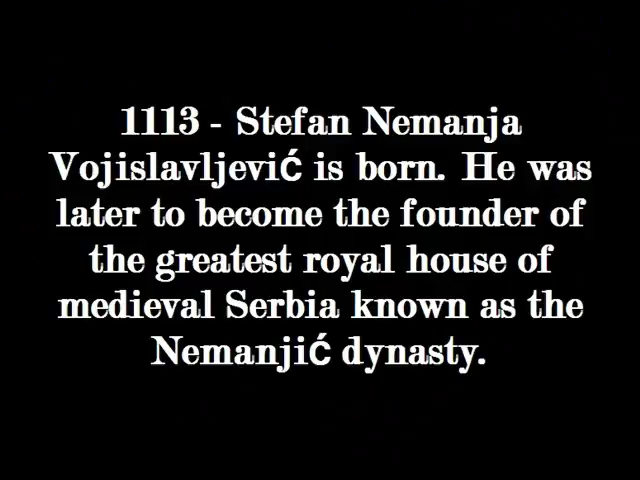 1113 - Stefan Nemanja
Vojislavljević is born. He was
later to become the founder of
the greatest royal house of
medieval Serbia known as the
Nemanjić dynasty.